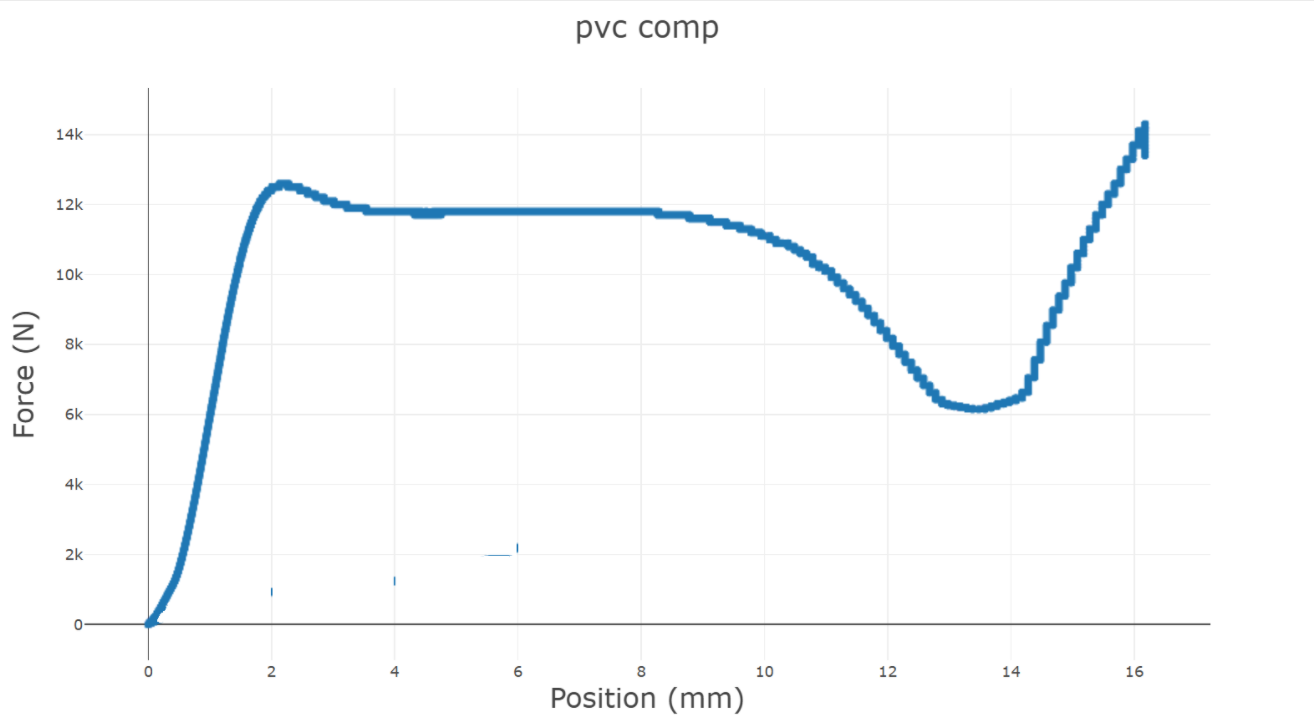 pvc comp
14k
12k
10k
8k
6k
4k
2k
0
Force (N)
0 2 4 6 8 10 12 14 16
Position (mm)